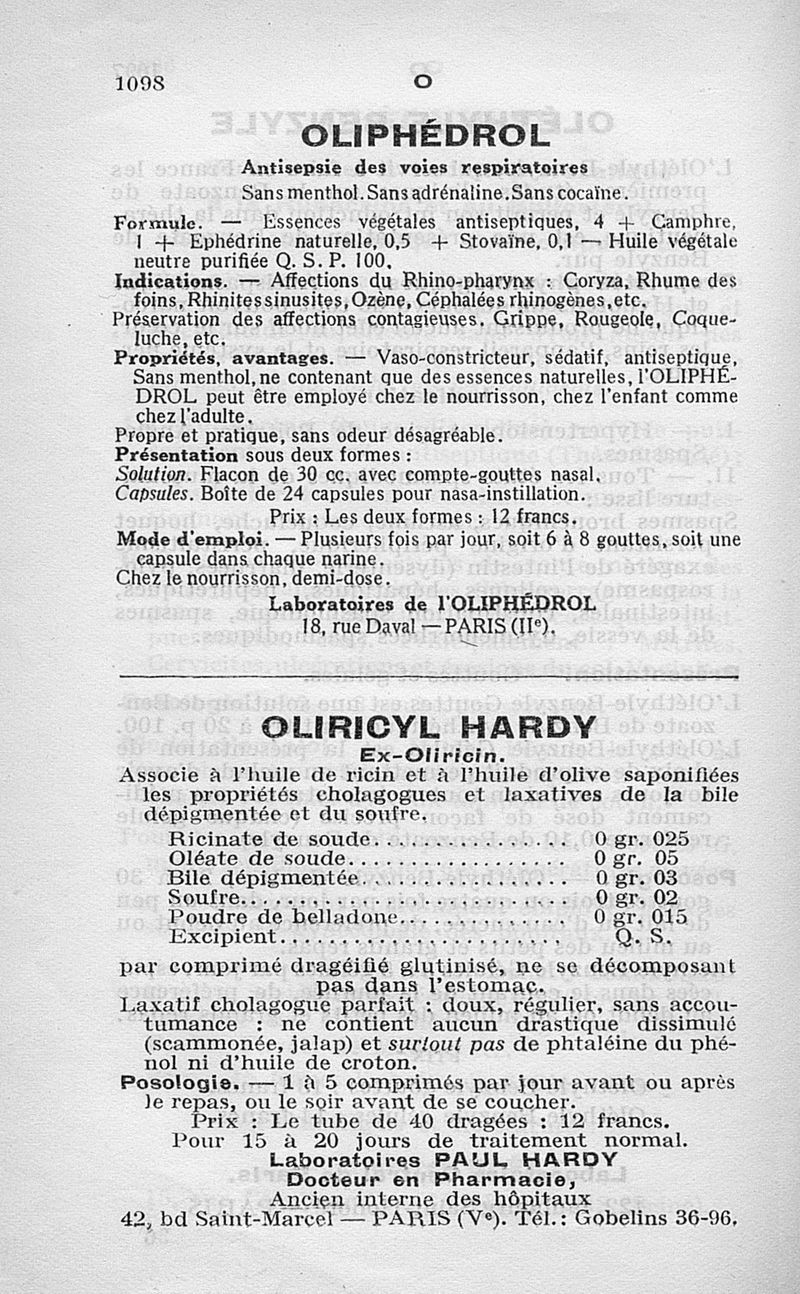 1098
O
OLIPHÉDROL
Antisepsie des voies respiratoires
Sans menthol. Sans adrénaline. Sans cocaïne.
Formule. — Essences végétales antiseptiques, 4 + Camphre,
1 + Ephédrine naturelle, 0,5 + Stovaïne, 0,1 — Huile végétale
neutre purifiée Q. S. P. 100.
Indications. — Affections du Rhino-pharynx : Coryza, Rhume des
foins, Rhinites sinusites, Ozène, Céphalées rhinogènes, etc.
Préservation des affections contagieuses. Grippe, Rougeole, Coque-
luche, etc.
Propriétés, avantages. — Vaso-constricteur, sédatif, antiseptique,
Sans menthol, ne contenant que des essences naturelles, l'OLIPHÉ-
DROL peut être employé chez le nourrisson, chez l'enfant comme
chez l'adulte.
Propre et pratique, sans odeur désagréable.
Présentation sous deux formes :
Solution. Flacon de 30 cc. avec compte-gouttes nasal.
Capsules. Boîte de 24 capsules pour nasa-instillation.
Prix : Les deux formes : 12 francs.
Mode d'emploi. — Plusieurs fois par jour, soit 6 à 8 gouttes, soit une
capsule dans chaque narine.
Chez le nourrisson, demi-dose.
Laboratoires de l'OLIPHÉDROL
18, rue Daval — PARIS (IIe).
OLIRICYL HARDY
Ex-Oliricin.
Associe à l'huile de ricin et à l'huile d'olive saponifiées
les propriétés cholagogues et laxatives de la bile
dépigmentée et du soufre.
Ricinate de soude.................. 0 gr. 025
Oléate de soude.................... 0 gr. 05
Bile dépigmentée................... 0 gr. 03
Soufre............................. 0 gr. 02
Poudre de belladone................ 0 gr. 015
Excipient.......................... Q. S.
par comprimé dragéifié glutinisé, ne se décomposant
pas dans l'estomac.
Laxatif cholagogue parfait : doux, régulier, sans accou-
tumance : ne contient aucun drastique dissimulé
(scammonée, jalap) et surtout pas de phtaléine du phé-
nol ni d'huile de croton.
Posologie. — 1 à 5 comprimés par jour avant ou après
le repas, ou le soir avant de se coucher.
Prix : Le tube de 40 dragées : 12 francs.
Pour 15 à 20 jours de traitement normal.
Laboratoires PAUL HARDY
Docteur en Pharmacie,
Ancien interne des hôpitaux
42, bd Saint-Marcel — PARIS (Ve). Tél.: Gobelins 36-96.